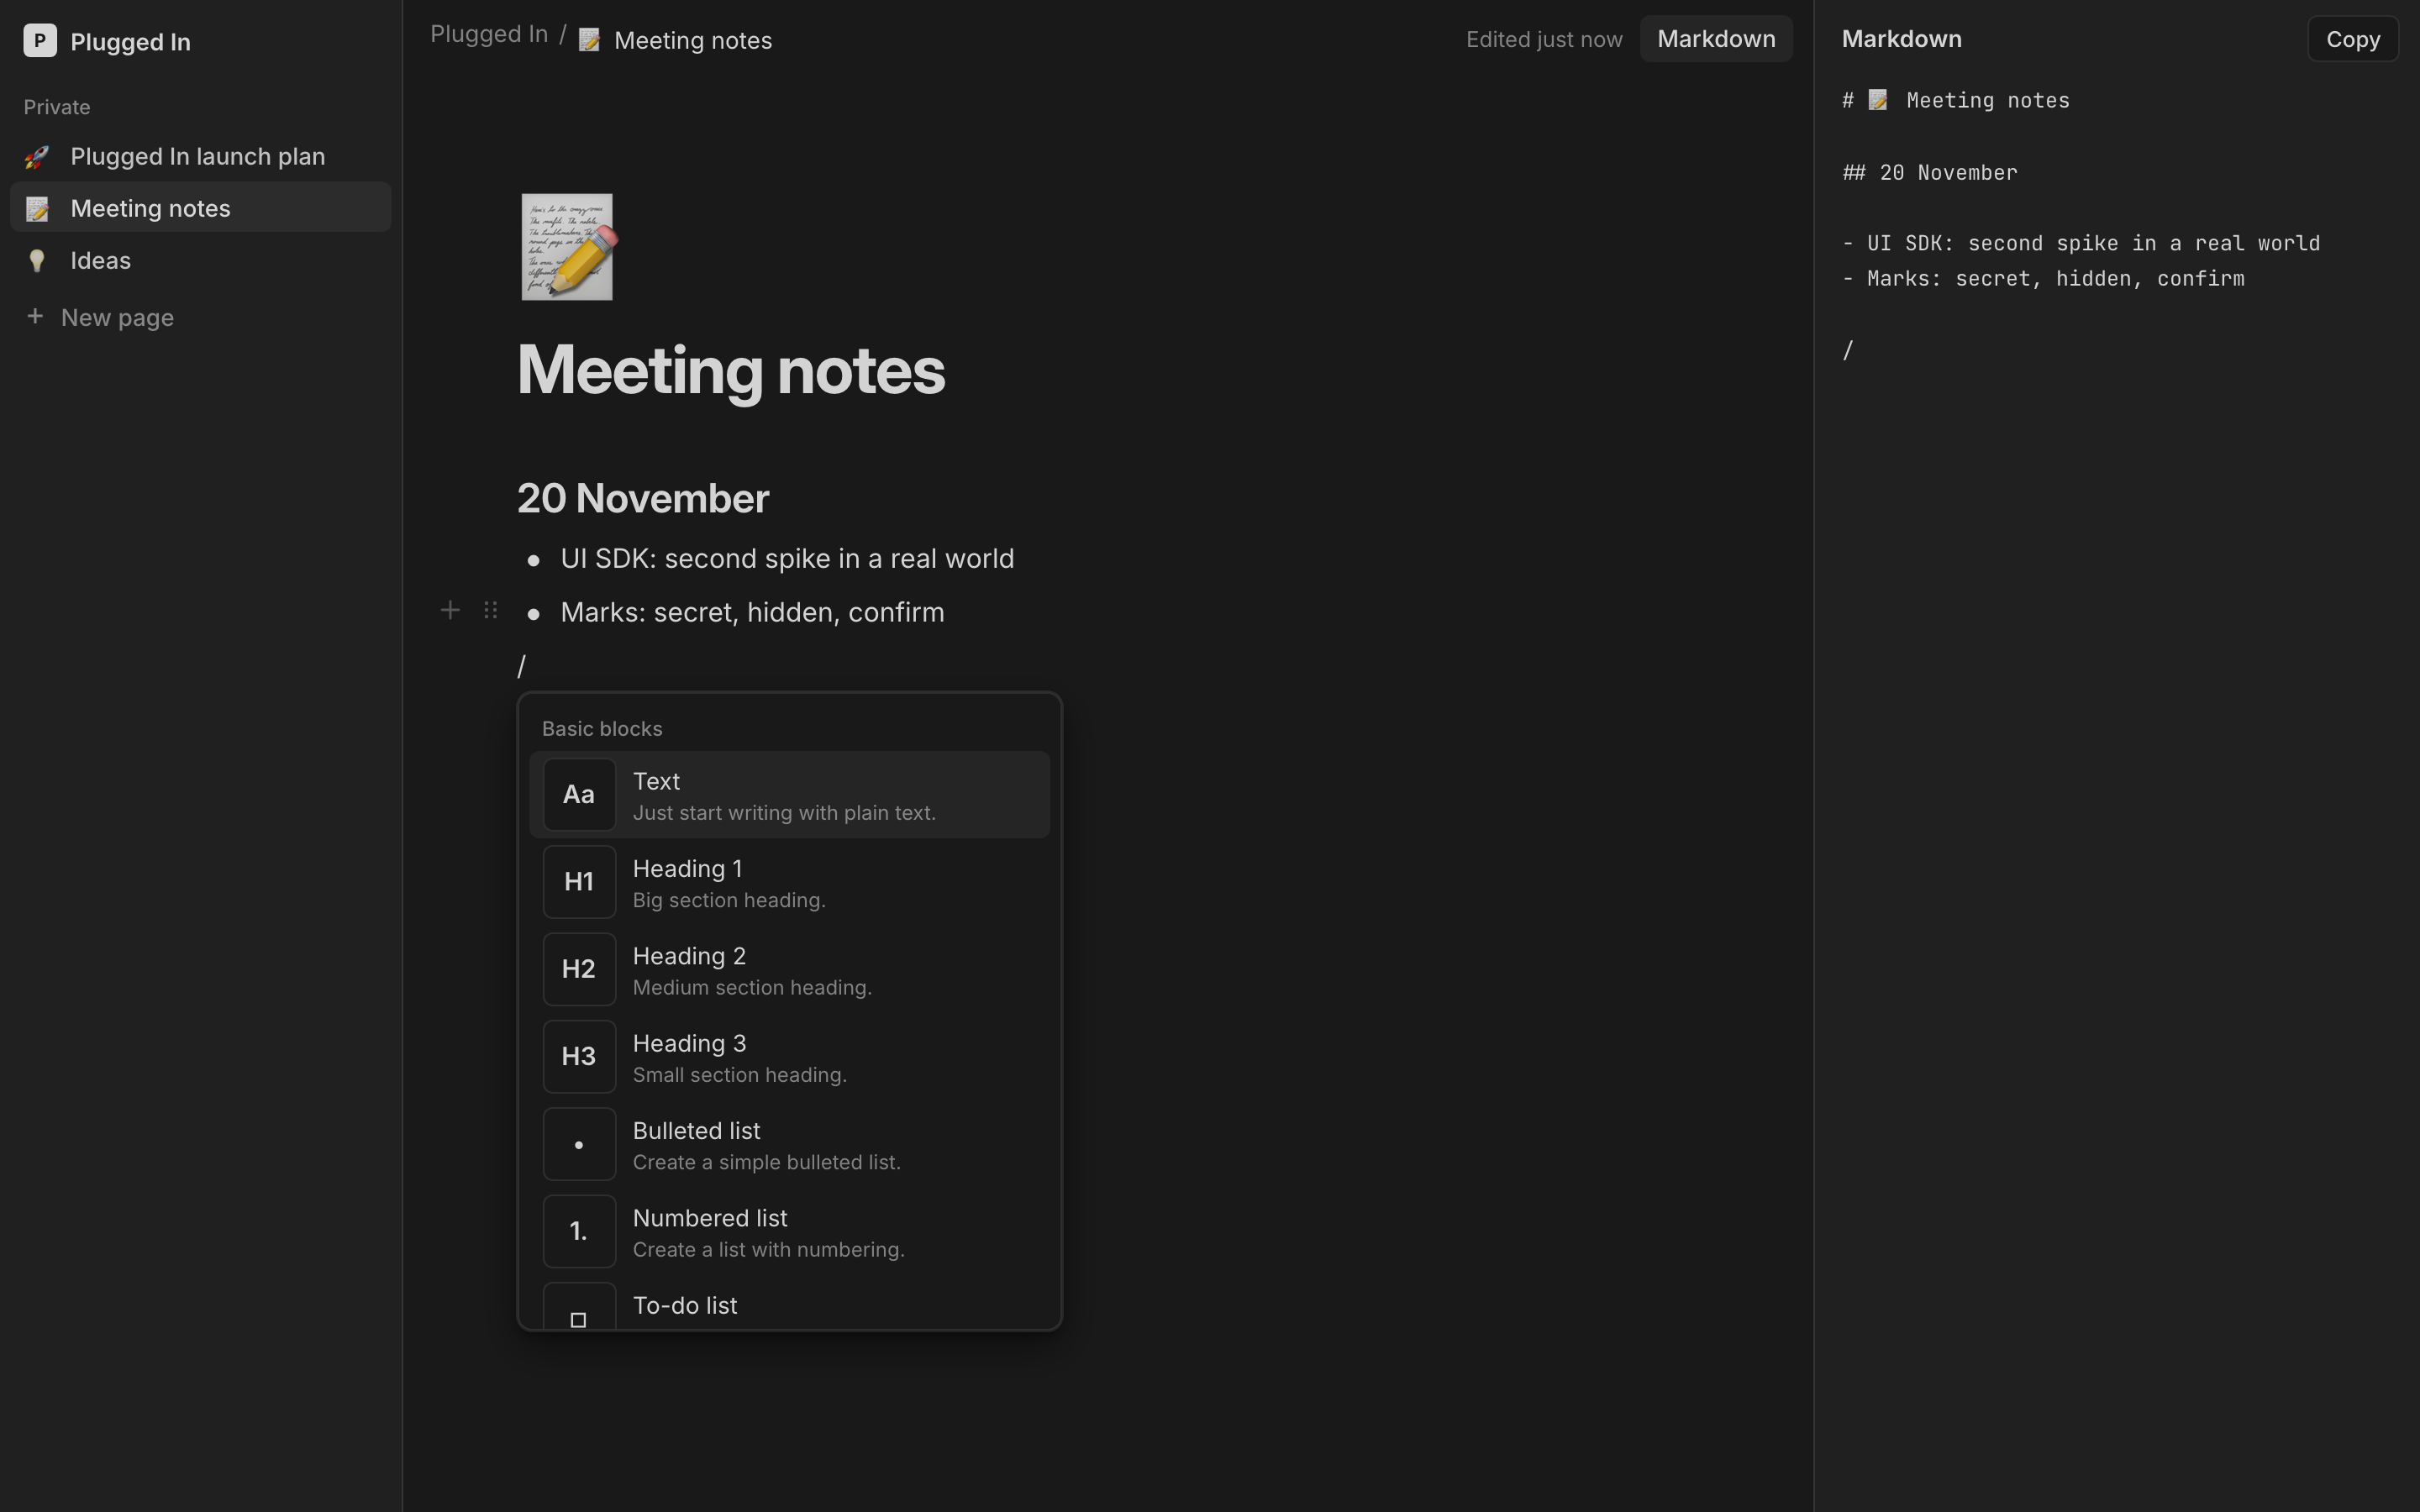 P Plugged In
Private
🚀 Plugged In launch plan
📝 Meeting notes
💡 Ideas
+ New page
Plugged In / 📝 Meeting notes
Edited just now
Markdown
Meeting notes
20 November
• UI SDK: second spike in a real world
• Marks: secret, hidden, confirm
/
Basic blocks
Aa Text
Just start writing with plain text.
H1 Heading 1
Big section heading.
H2 Heading 2
Medium section heading.
H3 Heading 3
Small section heading.
• Bulleted list
Create a simple bulleted list.
1. Numbered list
Create a list with numbering.
To-do list
Markdown
Copy
# 📝 Meeting notes
## 20 November
- UI SDK: second spike in a real world
- Marks: secret, hidden, confirm
/